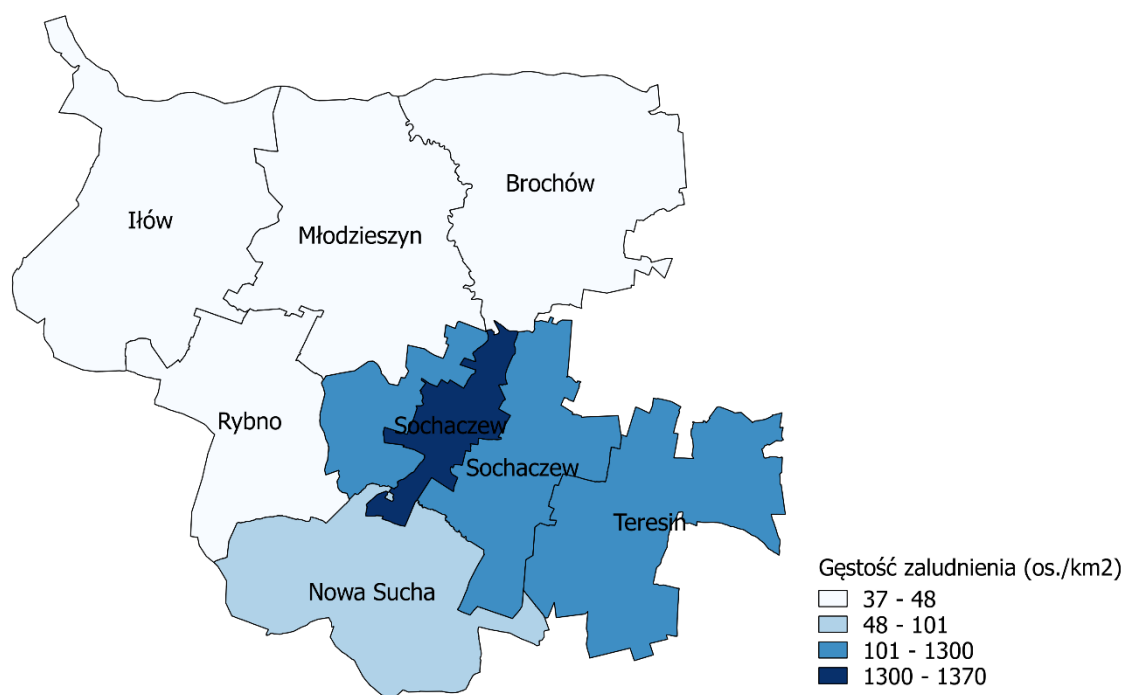 Brochów
Iłów
Młodzieszyn
Rybno
Sochaczew
Sochaczew
Teresin
Nowa Sucha
Gęstość zaludnienia (os./km2)
37 - 48
48 - 101
101 - 1300
1300 - 1370